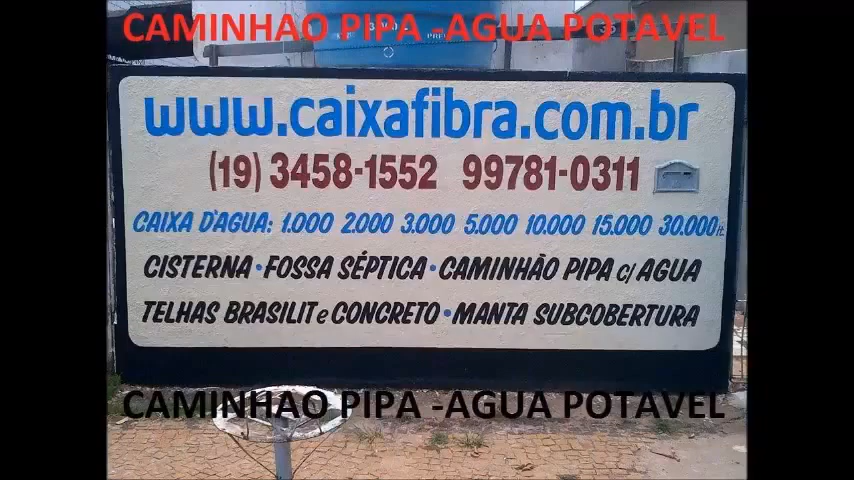 CAMINHAO PIPA -AGUA POTAVEL
www.caixafibra.com.br
(19) 3458-1552 99781-0311
CAIXA D'AGUA: 1.000 2.000 3.000 5.000 10.000 15.000 30.000 lt.
CISTERNA • FOSSA SÉPTICA • CAMINHÃO PIPA c/ AGUA
TELHAS BRASILIT e CONCRETO • MANTA SUBCOBERTURA
CAMINHAO PIPA -AGUA POTAVEL